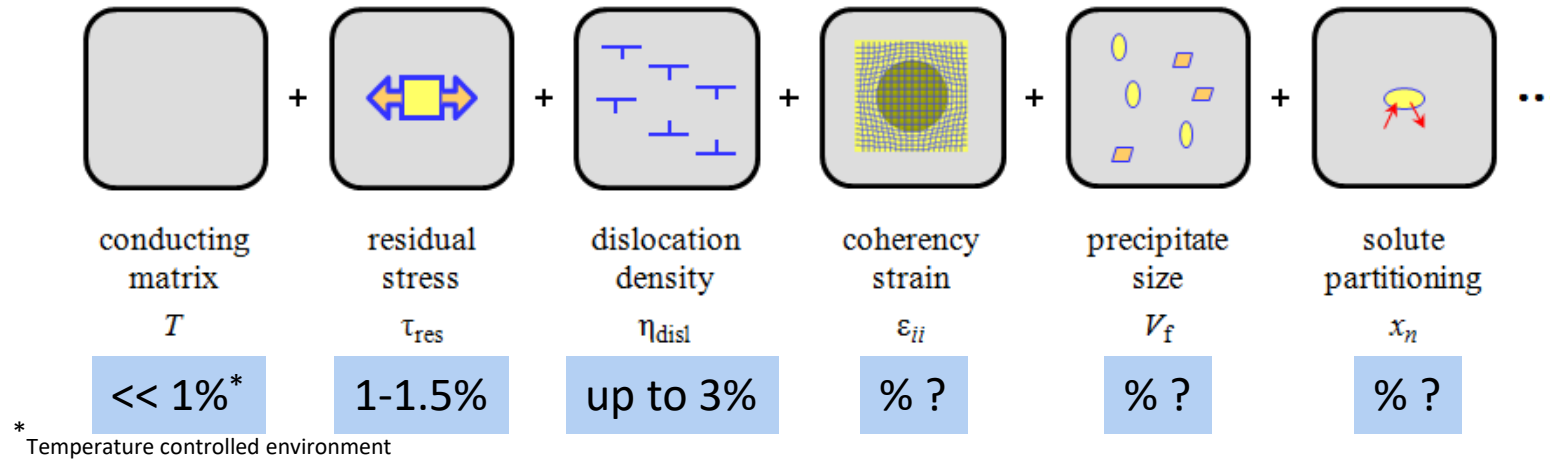 + + + + + ..
conducting matrix
residual stress
dislocation density
coherency strain
precipitate size
solute partitioning
T
τres
ηdisl
εii
Vf
xn
<< 1%*
1-1.5%
up to 3%
% ?
% ?
% ?
* Temperature controlled environment